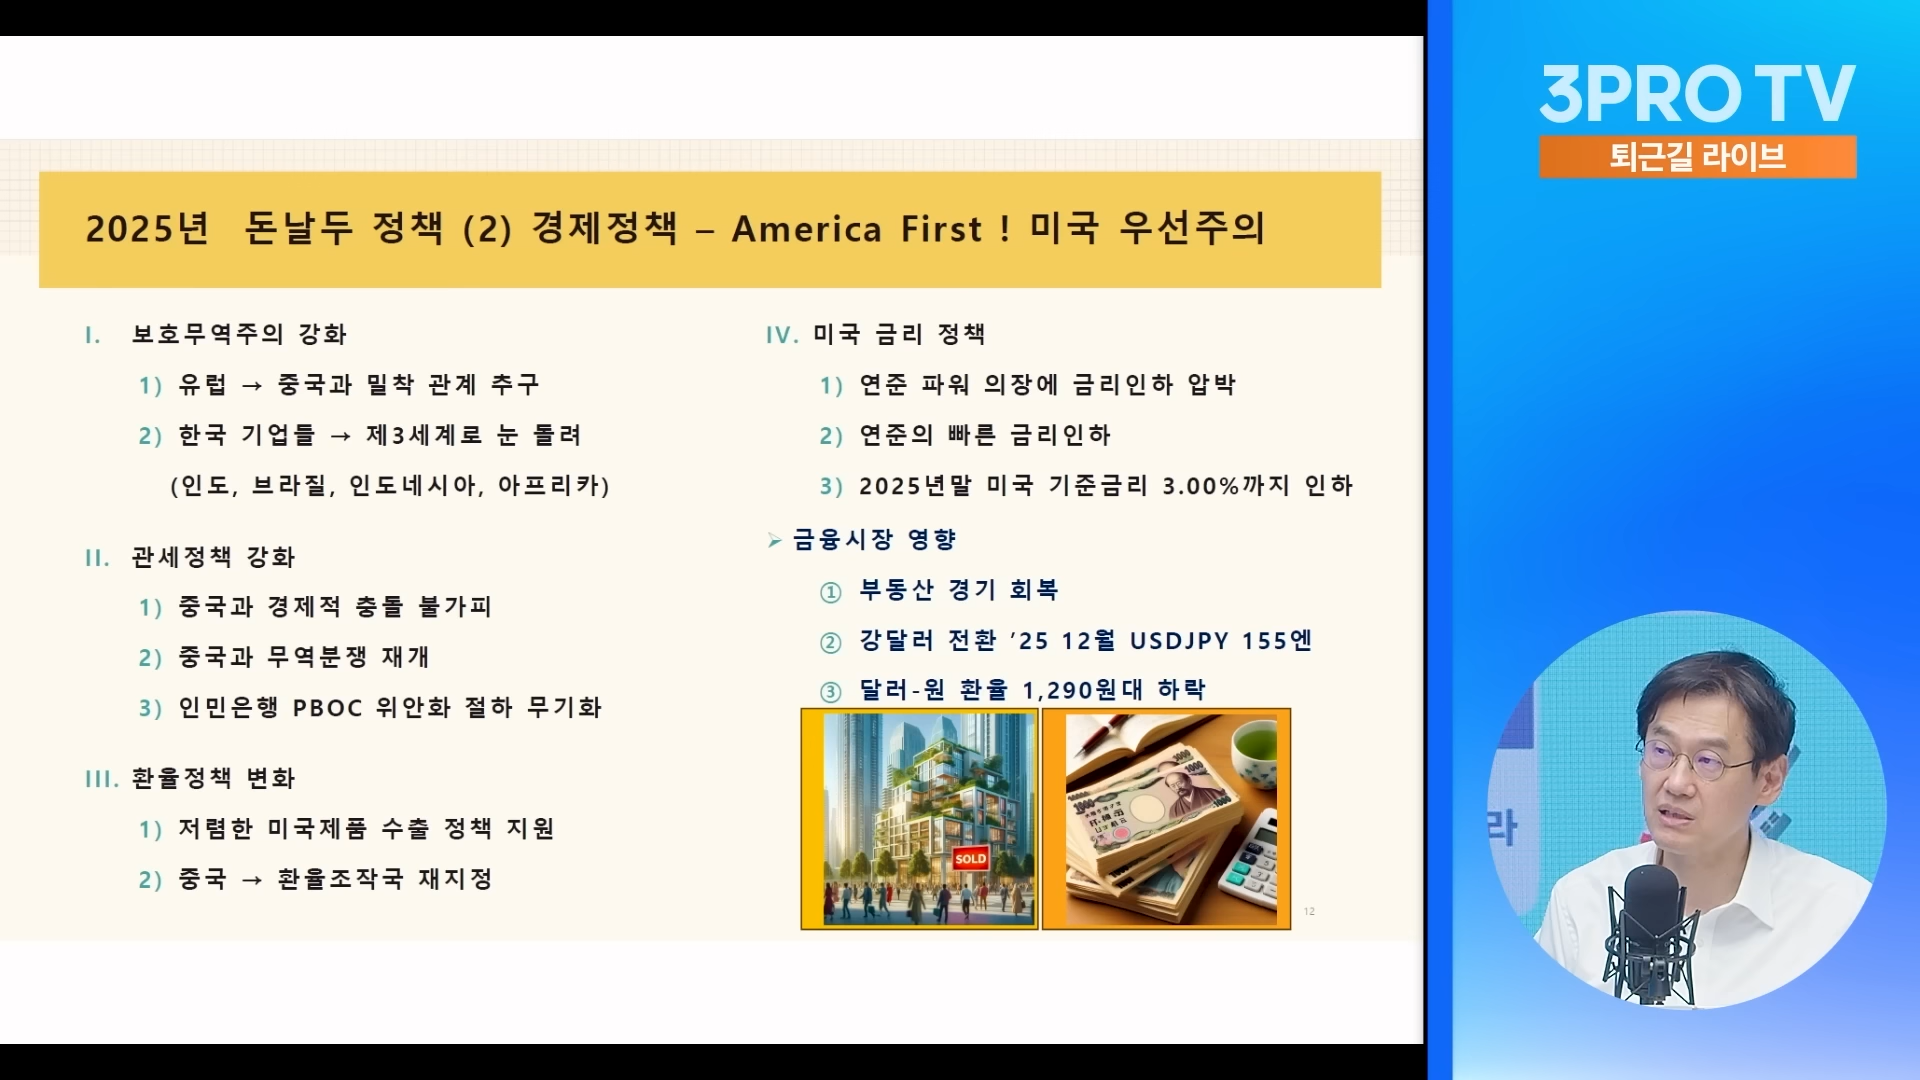 2025년 돈날두 정책 (2) 경제정책 – America First ! 미국 우선주의
I. 보호무역주의 강화
1) 유럽 → 중국과 밀착 관계 추구
2) 한국 기업들 → 제3세계로 눈 돌려
(인도, 브라질, 인도네시아, 아프리카)
II. 관세정책 강화
1) 중국과 경제적 충돌 불가피
2) 중국과 무역분쟁 재개
3) 인민은행 PBOC 위안화 절하 무기화
III. 환율정책 변화
1) 저렴한 미국제품 수출 정책 지원
2) 중국 → 환율조작국 재지정
IV. 미국 금리 정책
1) 연준 파워 의장에 금리인하 압박
2) 연준의 빠른 금리인하
3) 2025년말 미국 기준금리 3.00%까지 인하
➢ 금융시장 영향
① 부동산 경기 회복
② 강달러 전환 ’25 12월 USDJPY 155엔
③ 달러-원 환율 1,290원대 하락
SOLD
12
3PRO TV
퇴근길 라이브
라